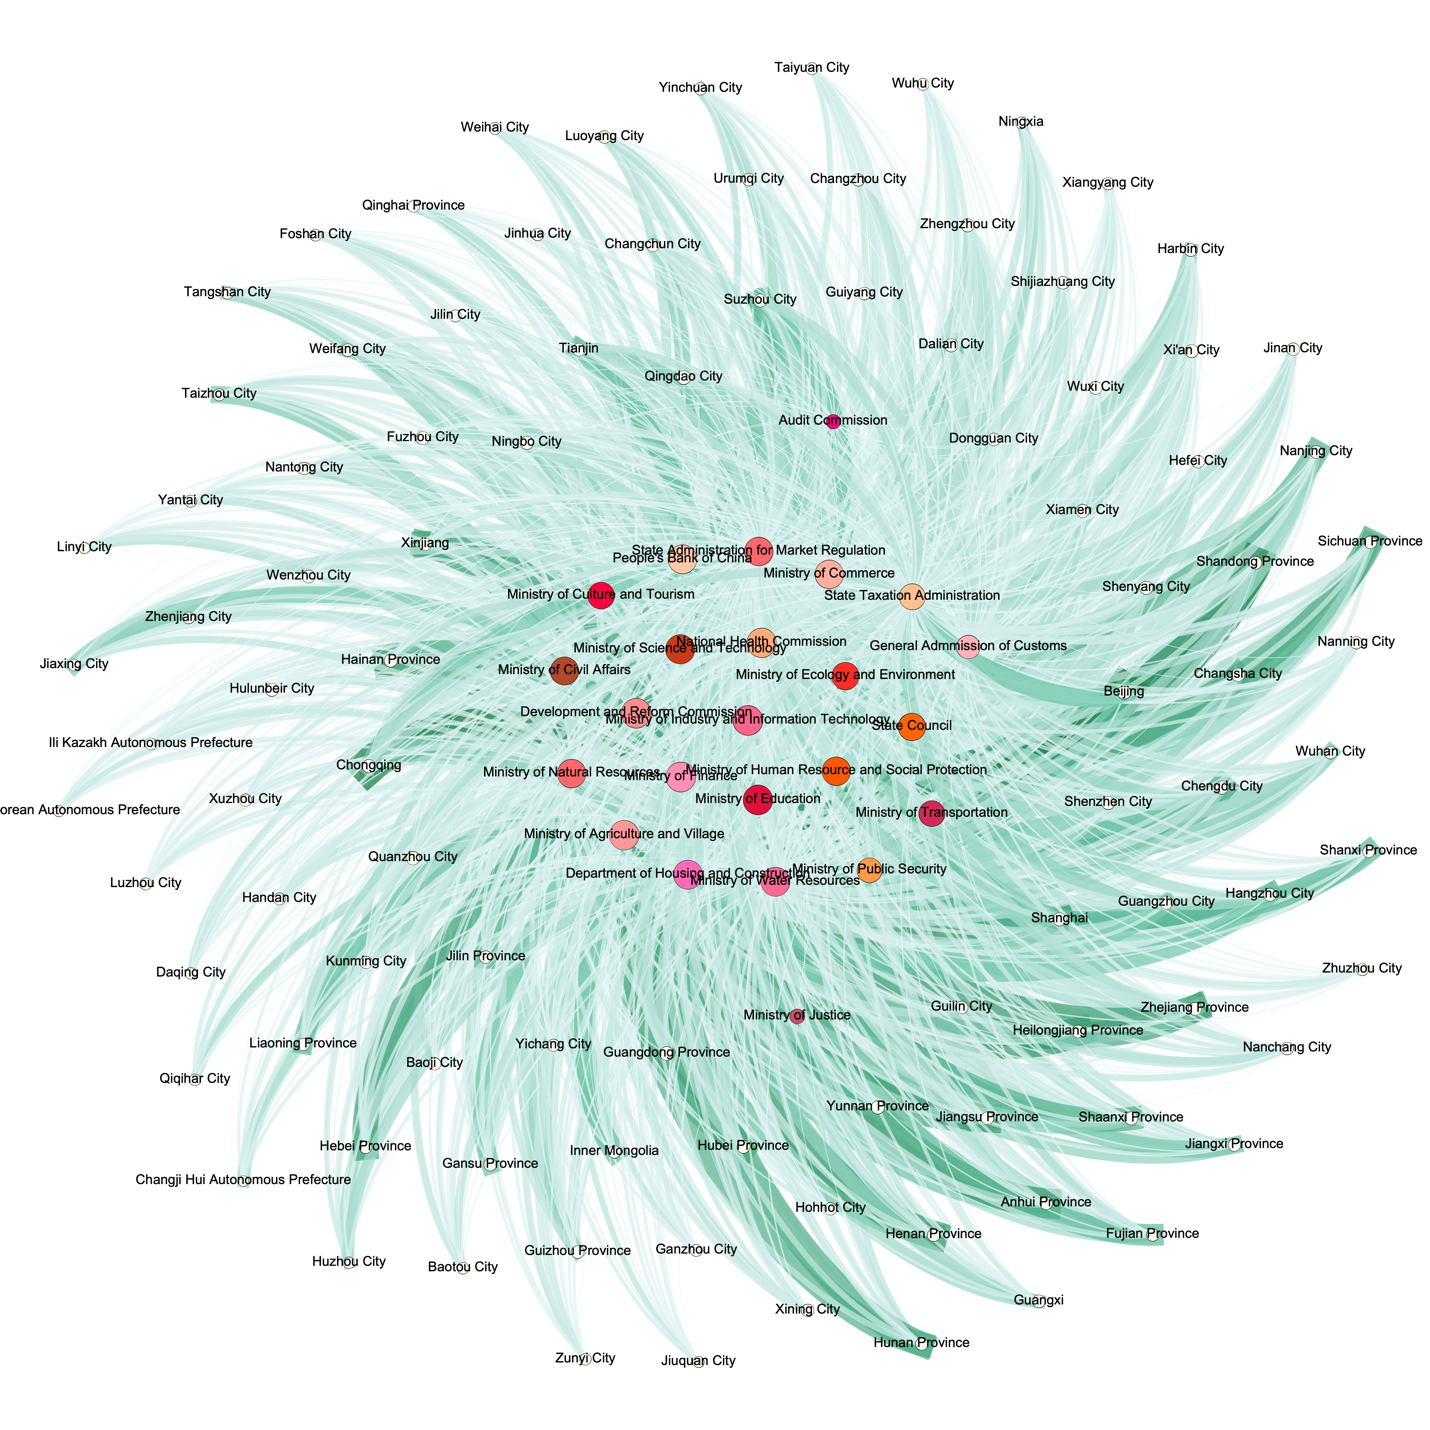 Taiyuan City
Yinchuan City
Wuhu City
Ningxia
Weihai City
Luoyang City
Urumqi City
Changzhou City
Xiangyang City
Qinghai Province
Foshan City
Jinhua City
Changchun City
Zhengzhou City
Harbin City
Tangshan City
Suzhou City
Guiyang City
Shijiazhuang City
Jilin City
Weifang City
Tianjin
Dalian City
Xi'an City
Jinan City
Qingdao City
Wuxi City
Taizhou City
Audit Commission
Fuzhou City
Ningbo City
Dongguan City
Nanjing City
Nantong City
Hefei City
Yantai City
Xiamen City
Linyi City
Xinjiang
Sichuan Province
State Administration for Market Regulation
People's Bank of China
Ministry of Commerce
Shandong Province
Wenzhou City
Ministry of Culture and Tourism
State Taxation Administration
Shenyang City
Zhenjiang City
National Health Commission
Ministry of Science and Technology
General Admmission of Customs
Nanning City
Jiaxing City
Hainan Province
Ministry of Civil Affairs
Ministry of Ecology and Environment
Changsha City
Hulunbeir City
Beijing
Development and Reform Commission
Ministry of Industry and Information Technology
State Council
Ili Kazakh Autonomous Prefecture
Wuhan City
Chongqing
Ministry of Natural Resources
Ministry of Finance
Ministry of Human Resource and Social Protection
Chengdu City
orean Autonomous Prefecture
Xuzhou City
Ministry of Education
Shenzhen City
Ministry of Transportation
Ministry of Agriculture and Village
Quanzhou City
Shanxi Province
Luzhou City
Department of Housing and Construction
Ministry of Water Resources
Ministry of Public Security
Handan City
Guangzhou City
Hangzhou City
Shanghai
Kunming City
Jilin Province
Daqing City
Zhuzhou City
Ministry of Justice
Guilin City
Zhejiang Province
Liaoning Province
Yichang City
Guangdong Province
Heilongjiang Province
Nanchang City
Baoji City
Qiqihar City
Yunnan Province
Jiangsu Province
Shaanxi Province
Hebei Province
Inner Mongolia
Hubei Province
Jiangxi Province
Gansu Province
Changji Hui Autonomous Prefecture
Hohhot City
Anhui Province
Henan Province
Fujian Province
Guizhou Province
Ganzhou City
Huzhou City
Baotou City
Xining City
Guangxi
Hunan Province
Zunyi City
Jiuquan City